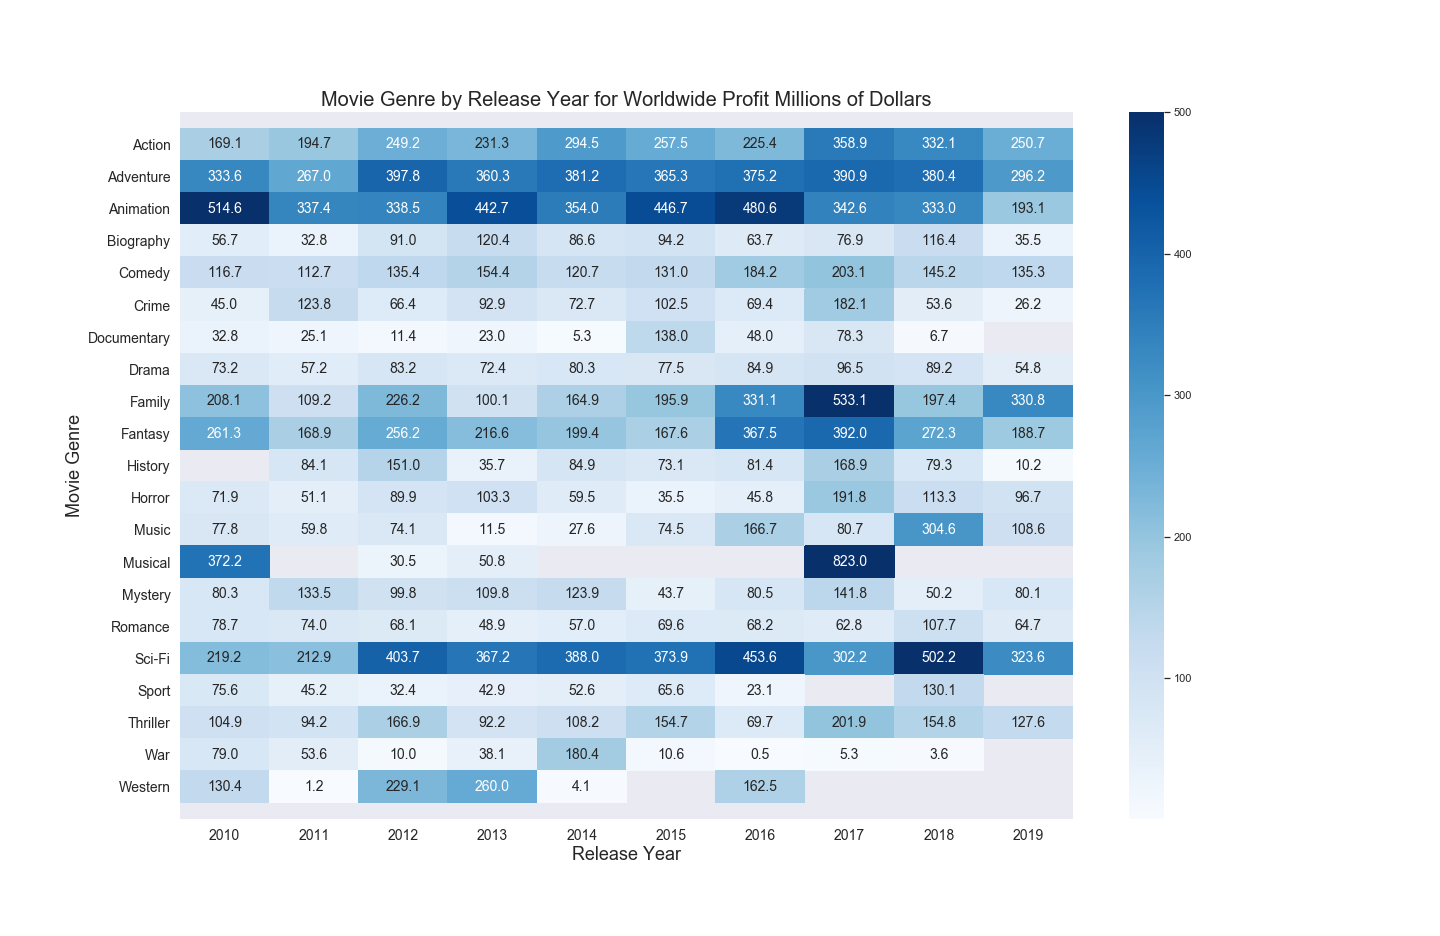 Movie Genre by Release Year for Worldwide Profit Millions of Dollars
Action 169.1 194.7 249.2 231.3 294.5 257.5 225.4 358.9 332.1 250.7
Adventure 333.6 267.0 397.8 360.3 381.2 365.3 375.2 390.9 380.4 296.2
Animation 514.6 337.4 338.5 442.7 354.0 446.7 480.6 342.6 333.0 193.1
Biography 56.7 32.8 91.0 120.4 86.6 94.2 63.7 76.9 116.4 35.5
Comedy 116.7 112.7 135.4 154.4 120.7 131.0 184.2 203.1 145.2 135.3
Crime 45.0 123.8 66.4 92.9 72.7 102.5 69.4 182.1 53.6 26.2
Documentary 32.8 25.1 11.4 23.0 5.3 138.0 48.0 78.3 6.7
Drama 73.2 57.2 83.2 72.4 80.3 77.5 84.9 96.5 89.2 54.8
Family 208.1 109.2 226.2 100.1 164.9 195.9 331.1 533.1 197.4 330.8
Fantasy 261.3 168.9 256.2 216.6 199.4 167.6 367.5 392.0 272.3 188.7
History 84.1 151.0 35.7 84.9 73.1 81.4 168.9 79.3 10.2
Horror 71.9 51.1 89.9 103.3 59.5 35.5 45.8 191.8 113.3 96.7
Music 77.8 59.8 74.1 11.5 27.6 74.5 166.7 80.7 304.6 108.6
Musical 372.2 30.5 50.8 823.0
Mystery 80.3 133.5 99.8 109.8 123.9 43.7 80.5 141.8 50.2 80.1
Romance 78.7 74.0 68.1 48.9 57.0 69.6 68.2 62.8 107.7 64.7
Sci-Fi 219.2 212.9 403.7 367.2 388.0 373.9 453.6 302.2 502.2 323.6
Sport 75.6 45.2 32.4 42.9 52.6 65.6 23.1 130.1
Thriller 104.9 94.2 166.9 92.2 108.2 154.7 69.7 201.9 154.8 127.6
War 79.0 53.6 10.0 38.1 180.4 10.6 0.5 5.3 3.6
Western 130.4 1.2 229.1 260.0 4.1 162.5
2010 2011 2012 2013 2014 2015 2016 2017 2018 2019
Release Year
Movie Genre
500
400
300
200
100